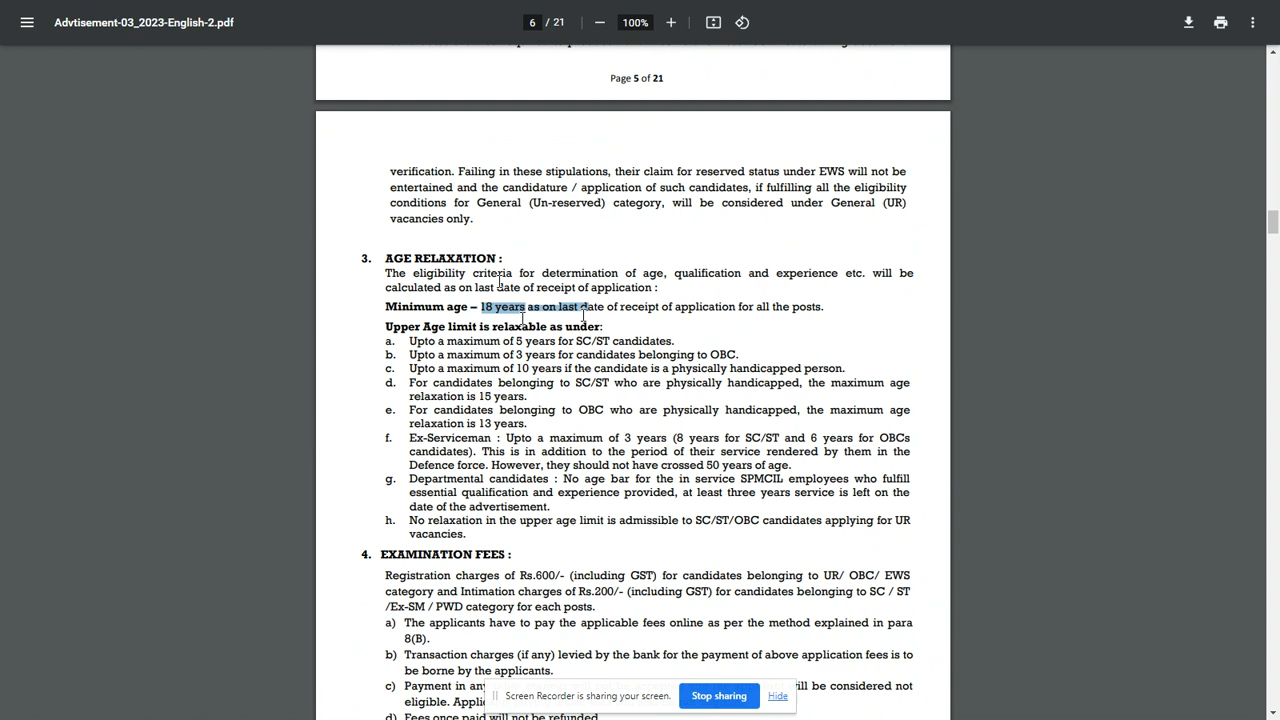 Advtisement-03_2023-English-2.pdf
6 / 21
100%
Page 5 of 21
verification. Failing in these stipulations, their claim for reserved status under EWS will not be
entertained and the candidature / application of such candidates, if fulfilling all the eligibility
conditions for General (Un-reserved) category, will be considered under General (UR)
vacancies only.
3. AGE RELAXATION :
The eligibility criteria for determination of age, qualification and experience etc. will be
calculated as on last date of receipt of application :
Minimum age – 18 years as on last date of receipt of application for all the posts.
Upper Age limit is relaxable as under:
a. Upto a maximum of 5 years for SC/ST candidates.
b. Upto a maximum of 3 years for candidates belonging to OBC.
c. Upto a maximum of 10 years if the candidate is a physically handicapped person.
d. For candidates belonging to SC/ST who are physically handicapped, the maximum age
relaxation is 15 years.
e. For candidates belonging to OBC who are physically handicapped, the maximum age
relaxation is 13 years.
f. Ex-Serviceman : Upto a maximum of 3 years (8 years for SC/ST and 6 years for OBCs
candidates). This is in addition to the period of their service rendered by them in the
Defence force. However, they should not have crossed 50 years of age.
g. Departmental candidates : No age bar for the in service SPMCIL employees who fulfill
essential qualification and experience provided, at least three years service is left on the
date of the advertisement.
h. No relaxation in the upper age limit is admissible to SC/ST/OBC candidates applying for UR
vacancies.
4. EXAMINATION FEES :
Registration charges of Rs.600/- (including GST) for candidates belonging to UR/ OBC/ EWS
category and Intimation charges of Rs.200/- (including GST) for candidates belonging to SC / ST
/Ex-SM / PWD category for each posts.
a) The applicants have to pay the applicable fees online as per the method explained in para
8(B).
b) Transaction charges (if any) levied by the bank for the payment of above application fees is to
be borne by the applicants.
c) Payment in any will be considered not
eligible.
d) Fees once paid will not be refunded
Screen Recorder is sharing your screen. Stop sharing Hide